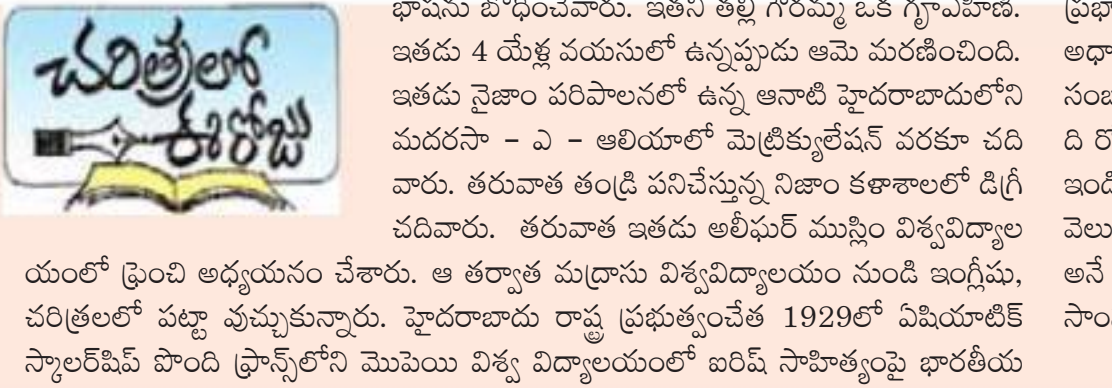 చరిత్రలో
ఈ రోజు
భాషను బోధించేవారు. ఇతని తల్లి గౌరమ్మ ఒక గృహిణి.
ఇతడు 4 యేళ్ల వయసులో ఉన్నప్పుడు ఆమె మరణించింది.
ఇతడు నైజాం పరిపాలనలో ఉన్న ఆనాటి హైదరాబాదులోని
మదరసా - ఎ - ఆలియాలో మెట్రిక్యులేషన్ వరకూ చది
వారు. తరువాత తండ్రి పనిచేస్తున్న నిజాం కళాశాలలో డిగ్రీ
చదివారు. తరువాత ఇతడు అలీఘర్ ముస్లిం విశ్వవిద్యాల
యంలో ఫ్రెంచి అధ్యయనం చేశారు. ఆ తర్వాత మద్రాసు విశ్వవిద్యాలయం నుండి ఇంగ్లీషు,
చరిత్రలలో పట్టా వుచ్చుకున్నారు. హైదరాబాదు రాష్ట్ర ప్రభుత్వంచేత 1929లో ఏషియాటిక్
స్కాలర్‌షిప్ పొంది ఫ్రాన్స్‌లోని మొపెయి విశ్వ విద్యాలయంలో ఐరిష్ సాహిత్యంపై భారతీయ
ది
అనే